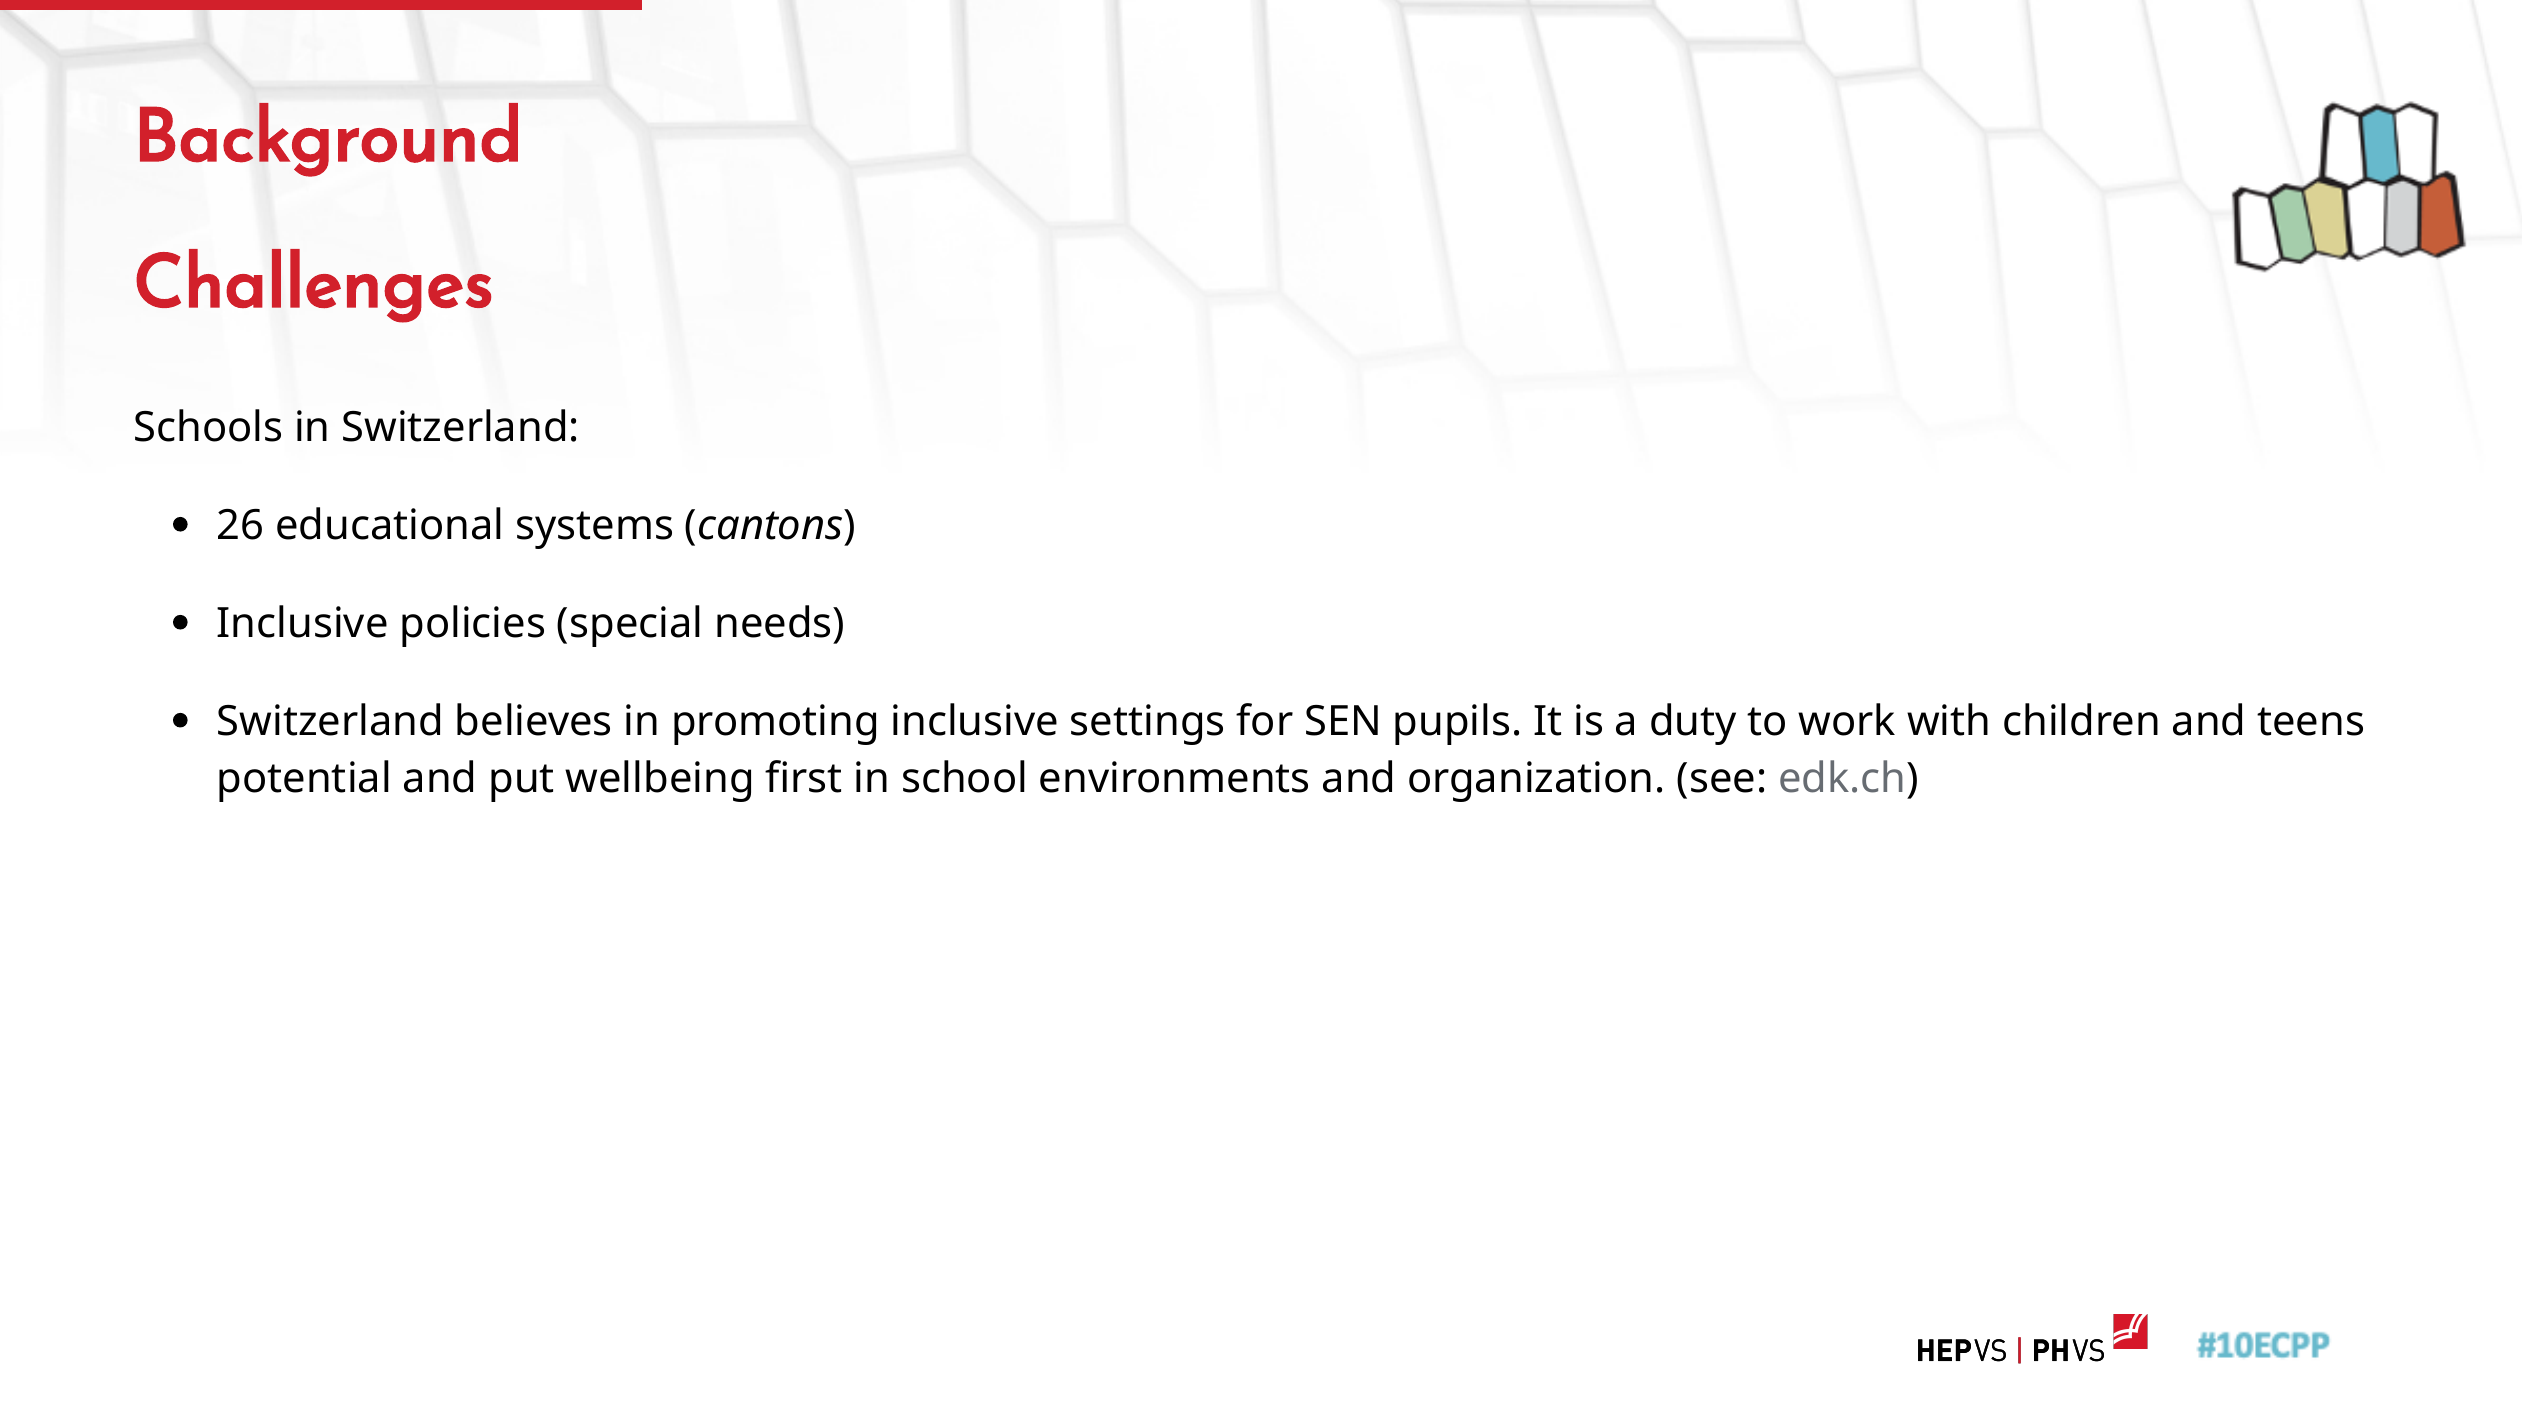 Background
Challenges
Schools in Switzerland:
• 26 educational systems (cantons)
• Inclusive policies (special needs)
• Switzerland believes in promoting inclusive settings for SEN pupils. It is a duty to work with children and teens
potential and put wellbeing first in school environments and organization. (see: edk.ch)
HEPVS | PHVS
#10ECPP